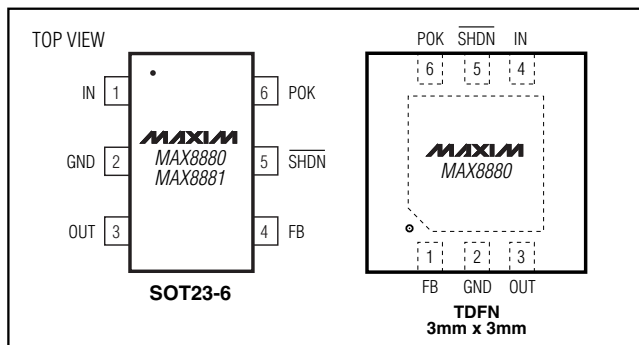 TOP VIEW
IN 1
6 POK
MAXIM
MAX8880
MAX8881
GND 2
5 SHDN
OUT 3
4 FB
SOT23-6
POK SHDN IN
6 5 4
MAXIM
MAX8880
1 2 3
FB GND OUT
TDFN
3mm x 3mm